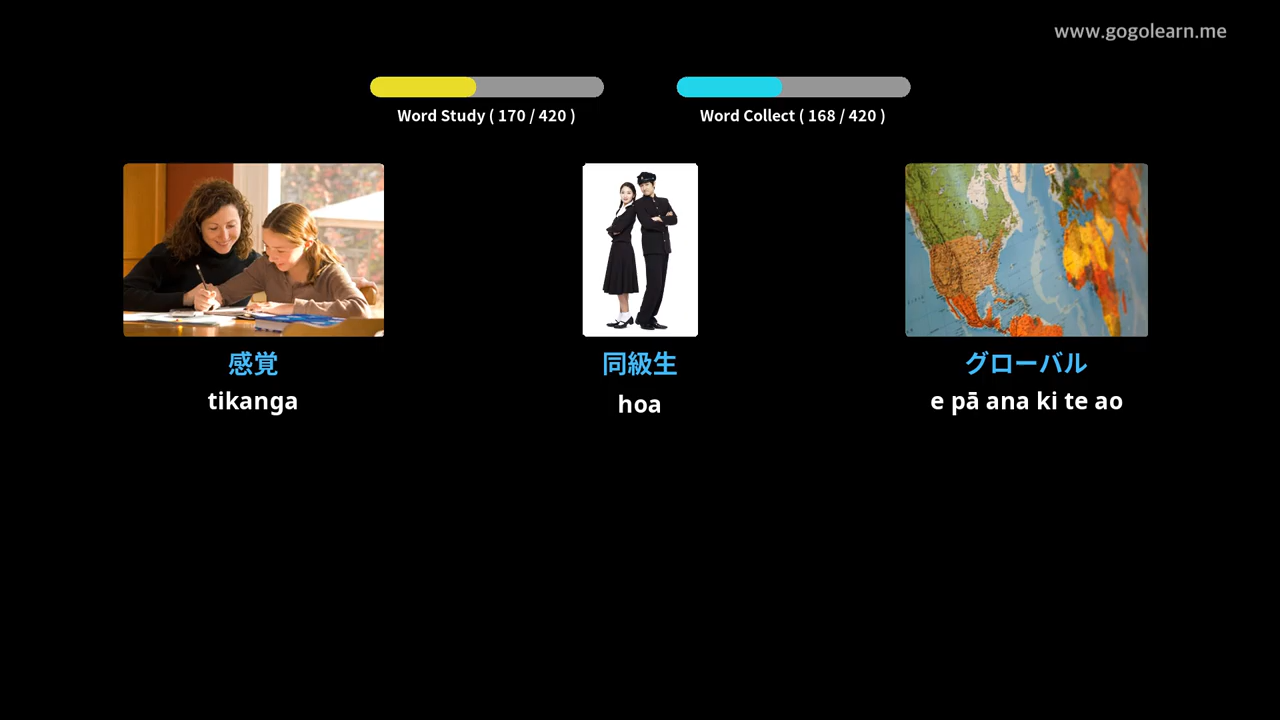 www.gogolearn.me
Word Study ( 170 / 420 )
Word Collect ( 168 / 420 )
感覚
tikanga
同級生
hoa
グローバル
e pā ana ki te ao